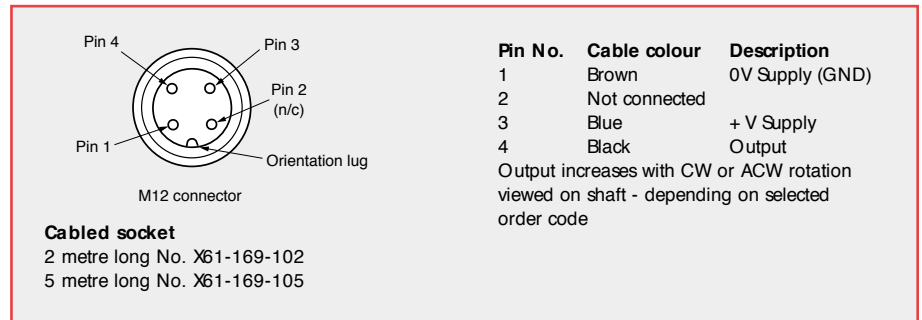 Pin 4
Pin 3
Pin 2
(n/c)
Pin 1
Orientation lug
M12 connector
Cabled socket
2 metre long No. X61-169-102
5 metre long No. X61-169-105
Pin No. Cable colour Description
1 Brown 0V Supply (GND)
2 Not connected
3 Blue + V Supply
4 Black Output
Output increases with CW or ACW rotation
viewed on shaft - depending on selected
order code